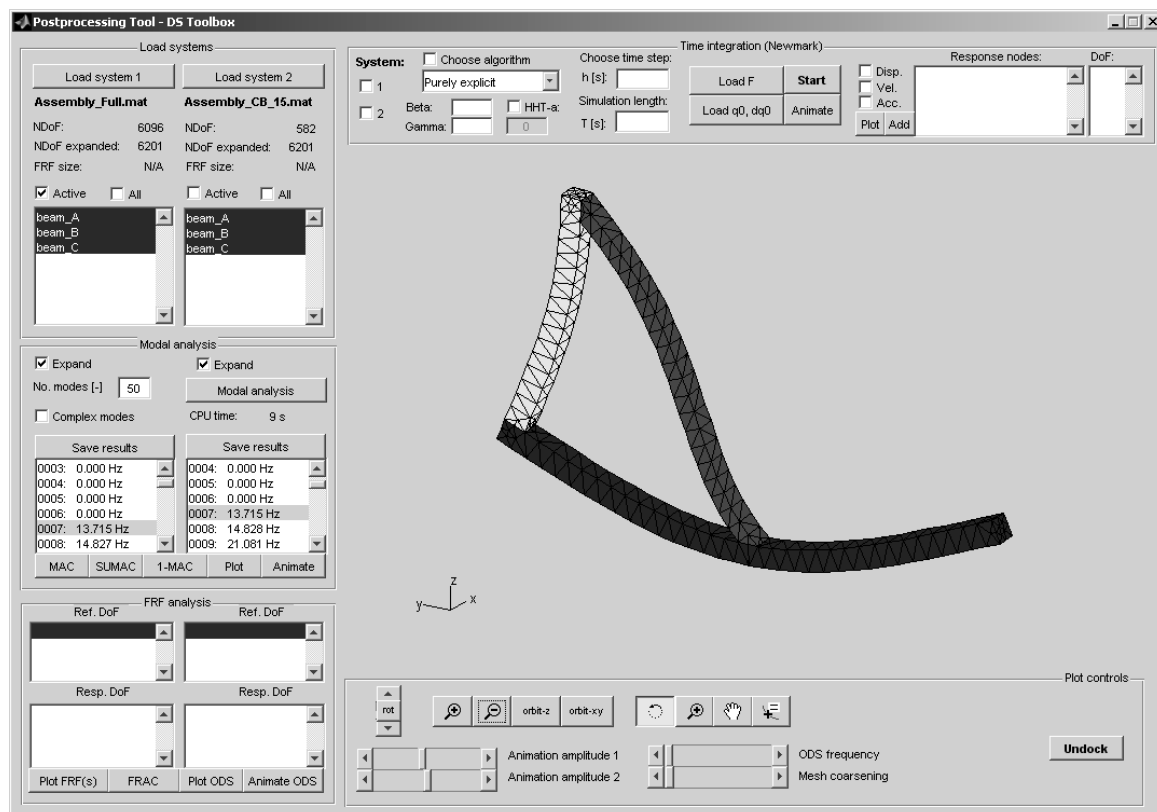 Postprocessing Tool - DS Toolbox
Load systems
Load system 1 Load system 2
Assembly_Full.mat Assembly_CB_15.mat
NDoF: 6096 NDoF: 582
NDoF expanded: 6201 NDoF expanded: 6201
FRF size: N/A FRF size: N/A
Active All Active All
beam_A beam_A
beam_B beam_B
beam_C beam_C
Modal analysis
Expand Expand
No. modes [-] 50 Modal analysis
Complex modes CPU time: 9 s
Save results Save results
0003: 0.000 Hz 0004: 0.000 Hz
0004: 0.000 Hz 0005: 0.000 Hz
0005: 0.000 Hz 0006: 0.000 Hz
0006: 0.000 Hz 0007: 13.715 Hz
0007: 13.715 Hz 0008: 14.828 Hz
0008: 14.827 Hz 0009: 21.081 Hz
MAC SUMAC 1-MAC Plot Animate
FRF analysis
Ref. DoF Ref. DoF
Resp. DoF Resp. DoF
Plot FRF(s) FRAC Plot ODS Animate ODS
Time integration (Newmark)
System: Choose algorithm Choose time step: Response nodes: DoF:
1 Purely explicit h [s]: Load F Start Disp.
Vel.
2 Beta: HHT-a: Simulation length: Load q0, dq0 Animate Acc.
Gamma: 0 T [s]: Plot Add
z
y x
Plot controls
rot orbit-z orbit-xy
Animation amplitude 1 ODS frequency
Animation amplitude 2 Mesh coarsening
Undock